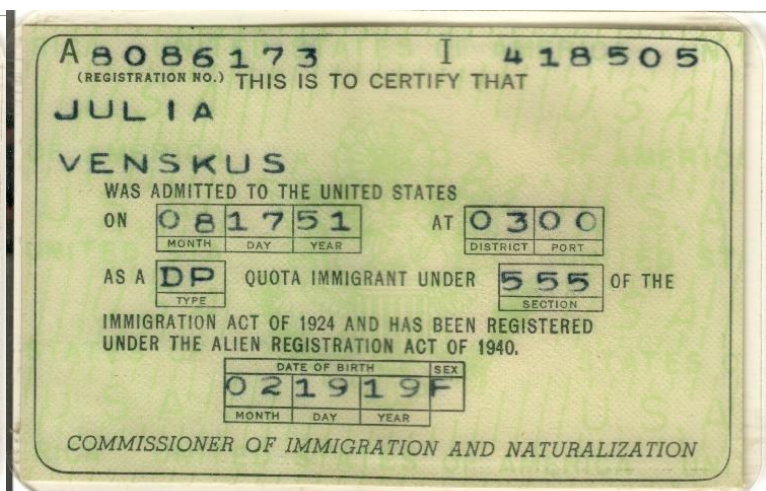 A8086173 I 418505
(REGISTRATION NO.) THIS IS TO CERTIFY THAT
JULIA
VENSKUS
WAS ADMITTED TO THE UNITED STATES
ON 08 17 51 AT 03 00
MONTH DAY YEAR DISTRICT PORT
AS A DP QUOTA IMMIGRANT UNDER 555 OF THE
TYPE SECTION
IMMIGRATION ACT OF 1924 AND HAS BEEN REGISTERED
UNDER THE ALIEN REGISTRATION ACT OF 1940.
DATE OF BIRTH SEX
02 19 19 F
MONTH DAY YEAR
COMMISSIONER OF IMMIGRATION AND NATURALIZATION